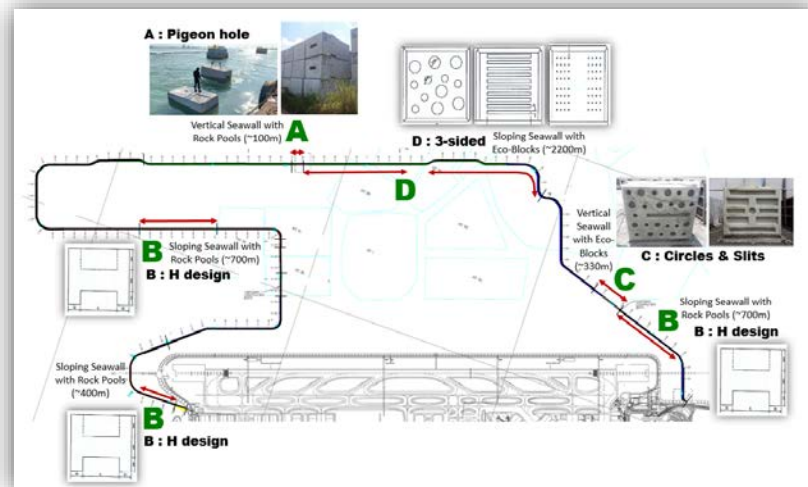 A : Pigeon hole
Vertical Seawall with
Rock Pools (~100m)
A
D : 3-sided
Sloping Seawall with
Eco-Blocks (~2200m)
D
B
Sloping Seawall with
Rock Pools (~700m)
B : H design
Vertical
Seawall
with Eco-
Blocks
(~330m)
C : Circles & Slits
C
Sloping Seawall with
Rock Pools (~700m)
B
B : H design
Sloping Seawall
with Rock Pools
(~400m)
B
B : H design